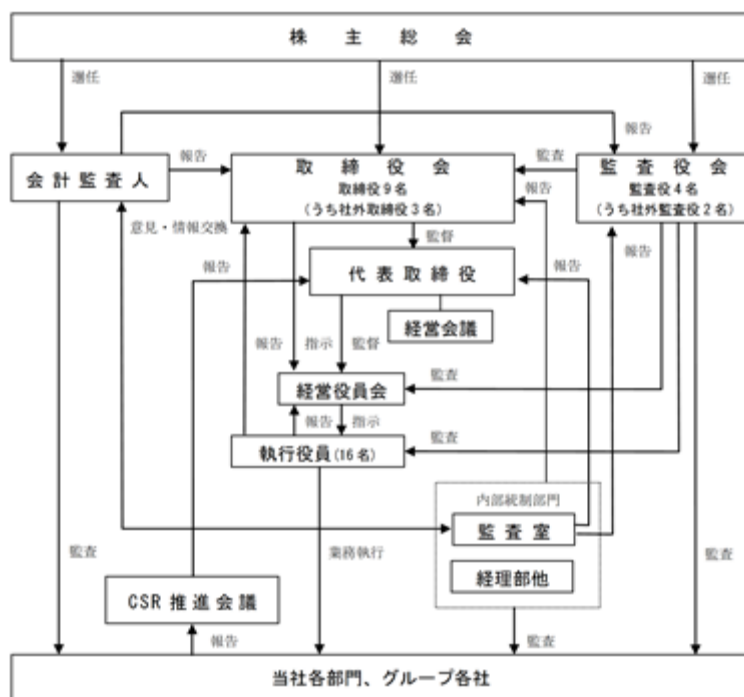 株主総会
選任
選任
選任
報告
会計監査人
報告
取締役会
取締役9名
(うち社外取締役3名)
監査
監査役会
監査役4名
(うち社外監査役2名)
報告
意見・情報交換
監督
報告
代表取締役
報告
報告
経営会議
報告
指示
監督
経営役員会
監査
報告
指示
執行役員(16名)
監査
内部統制部門
監査室
監査
業務執行
監査
経理部他
CSR推進会議
報告
監査
当社各部門、グループ各社